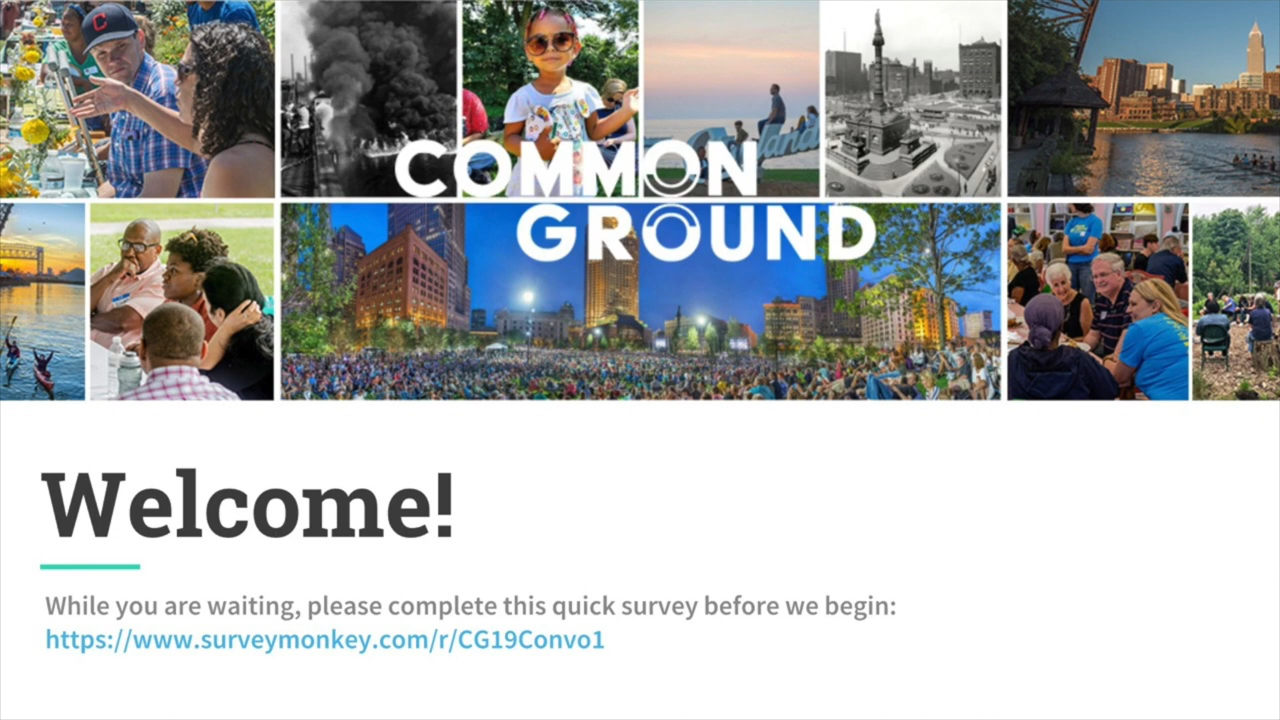 COMMON
GROUND
Welcome!
While you are waiting, please complete this quick survey before we begin:
https://www.surveymonkey.com/r/CG19Convo1